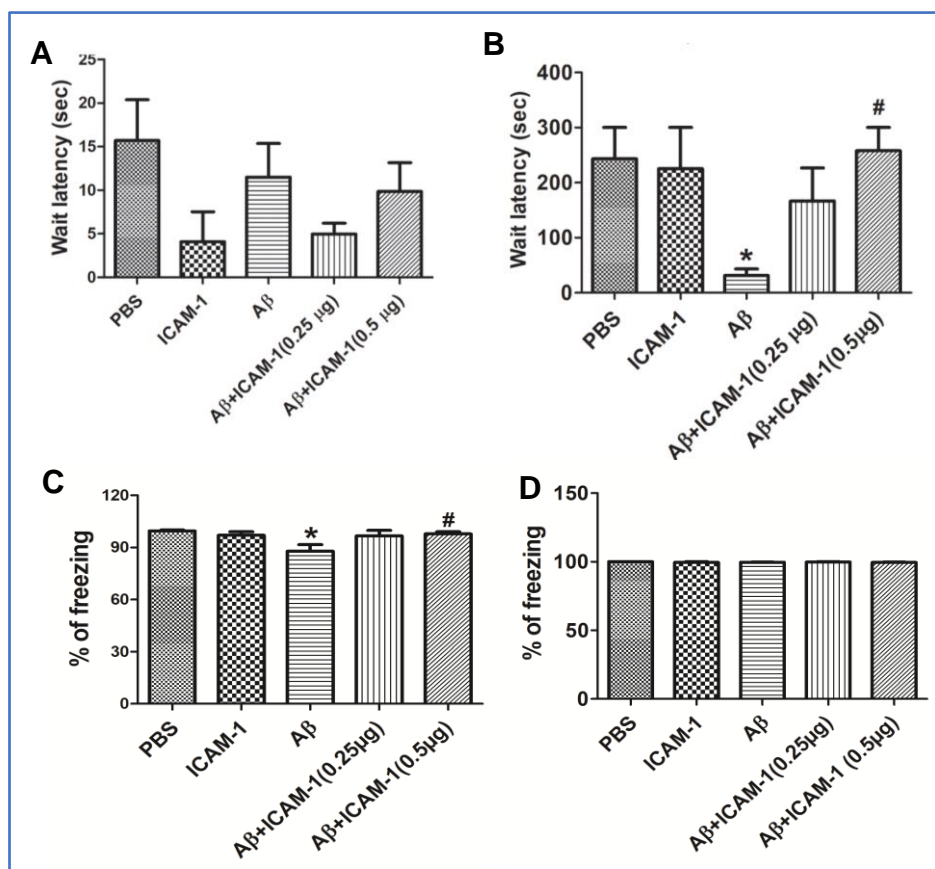 A
Wait latency (sec)
25
20
15
10
5
0
PBS
ICAM-1
Aβ
Aβ+ICAM-1(0.25 μg)
Aβ+ICAM-1(0.5 μg)
B
Wait latency (sec)
400
300
200
100
0
*
#
PBS
ICAM-1
Aβ
Aβ+ICAM-1(0.25 μg)
Aβ+ICAM-1(0.5μg)
C
% of freezing
120
90
60
30
0
*
#
PBS
ICAM-1
Aβ
Aβ+ICAM-1(0.25μg)
Aβ+ICAM-1(0.5μg)
D
% of freezing
150
100
50
0
PBS
ICAM-1
Aβ
Aβ+ICAM-1(0.25μg)
Aβ+ICAM-1 (0.5μg)